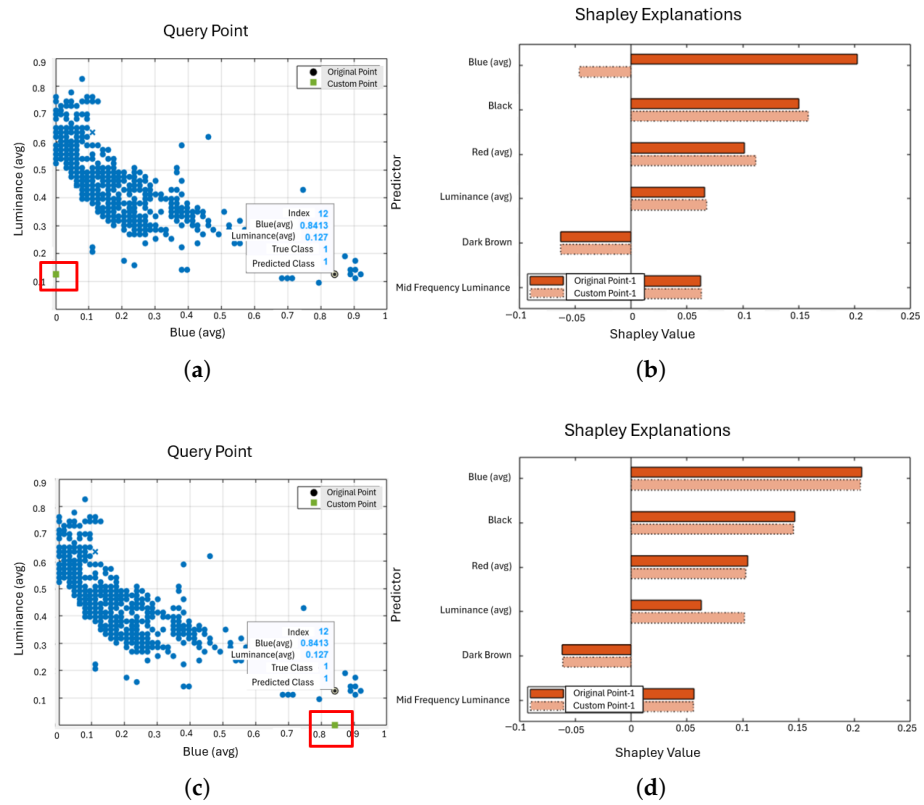 Query Point
0.9
0.8
0.7
0.6
0.5
0.4
0.3
0.2
0.1
Luminance (avg)
Original Point
Custom Point
Index 12
Blue(avg) 0.8413
Luminance(avg) 0.127
True Class 1
Predicted Class 1
0 0.1 0.2 0.3 0.4 0.5 0.6 0.7 0.8 0.9 1
Blue (avg)
(a)
Shapley Explanations
Predictor
Blue (avg)
Black
Red (avg)
Luminance (avg)
Dark Brown
Mid Frequency Luminance
Original Point-1
Custom Point-1
−0.1 −0.05 0 0.05 0.1 0.15 0.2 0.25
Shapley Value
(b)
Query Point
0.9
0.8
0.7
0.6
0.5
0.4
0.3
0.2
0.1
Luminance (avg)
Original Point
Custom Point
Index 12
Blue(avg) 0.8413
Luminance(avg) 0.127
True Class 1
Predicted Class 1
0 0.1 0.2 0.3 0.4 0.5 0.6 0.7 0.8 0.9 1
Blue (avg)
(c)
Shapley Explanations
Predictor
Blue (avg)
Black
Red (avg)
Luminance (avg)
Dark Brown
Mid Frequency Luminance
Original Point-1
Custom Point-1
−0.1 −0.05 0 0.05 0.1 0.15 0.2 0.25
Shapley Value
(d)